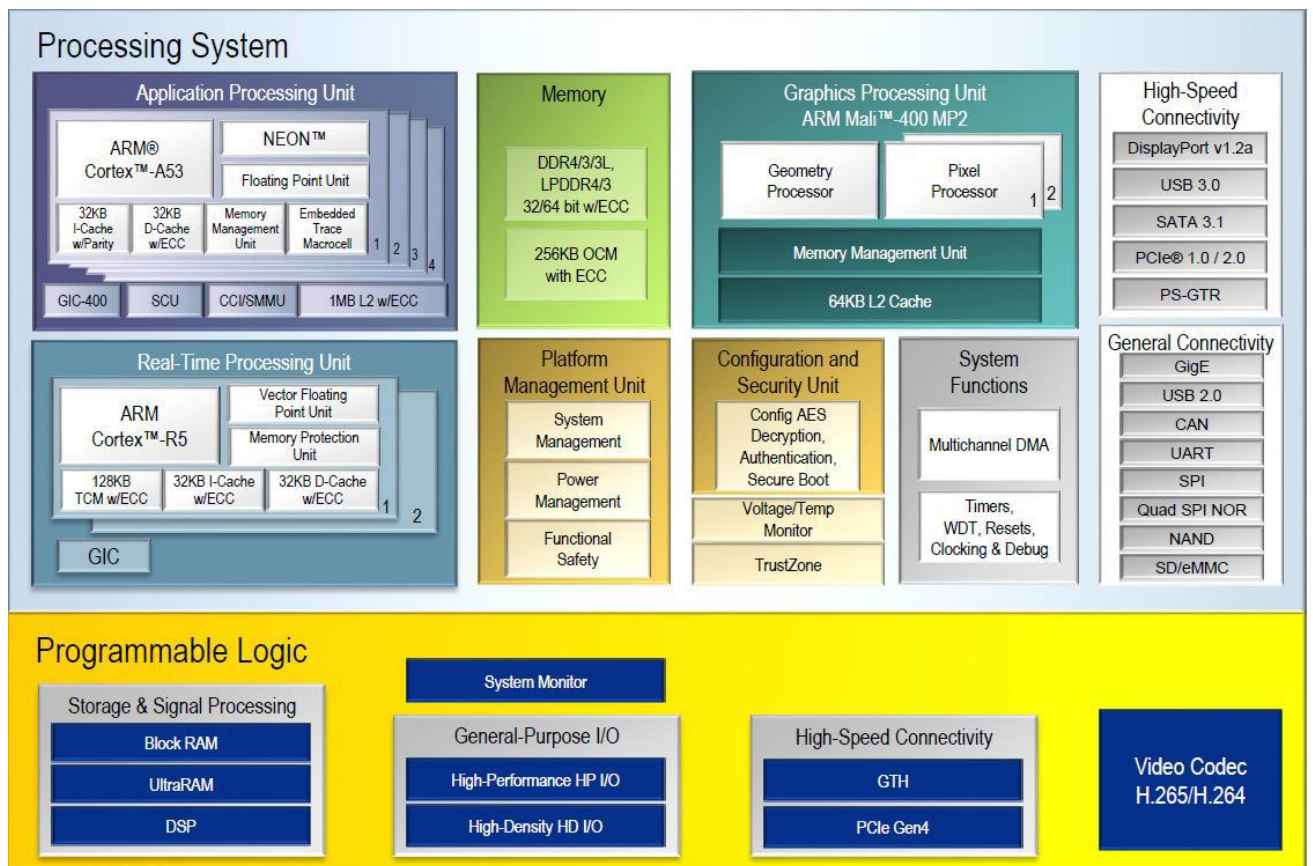 Processing System
Application Processing Unit
ARM®
Cortex™-A53
NEON™
Floating Point Unit
32KB
I-Cache
w/Parity
32KB
D-Cache
w/ECC
Memory
Management
Unit
Embedded
Trace
Macrocell
1
2
3
4
GIC-400
SCU
CCI/SMMU
1MB L2 w/ECC
Memory
DDR4/3/3L,
LPDDR4/3
32/64 bit w/ECC
256KB OCM
with ECC
Graphics Processing Unit
ARM Mali™-400 MP2
Geometry
Processor
Pixel
Processor
1
2
Memory Management Unit
64KB L2 Cache
High-Speed
Connectivity
DisplayPort v1.2a
USB 3.0
SATA 3.1
PCIe® 1.0 / 2.0
PS-GTR
Real-Time Processing Unit
ARM
Cortex™-R5
Vector Floating
Point Unit
Memory Protection
Unit
128KB
TCM w/ECC
32KB I-Cache
w/ECC
32KB D-Cache
w/ECC
1
2
GIC
Platform
Management Unit
System
Management
Power
Management
Functional
Safety
Configuration and
Security Unit
Config AES
Decryption,
Authentication,
Secure Boot
Voltage/Temp
Monitor
TrustZone
System
Functions
Multichannel DMA
Timers,
WDT, Resets,
Clocking & Debug
General Connectivity
GigE
USB 2.0
CAN
UART
SPI
Quad SPI NOR
NAND
SD/eMMC
Programmable Logic
Storage & Signal Processing
Block RAM
UltraRAM
DSP
System Monitor
General-Purpose I/O
High-Performance HP I/O
High-Density HD I/O
High-Speed Connectivity
GTH
PCIe Gen4
Video Codec
H.265/H.264